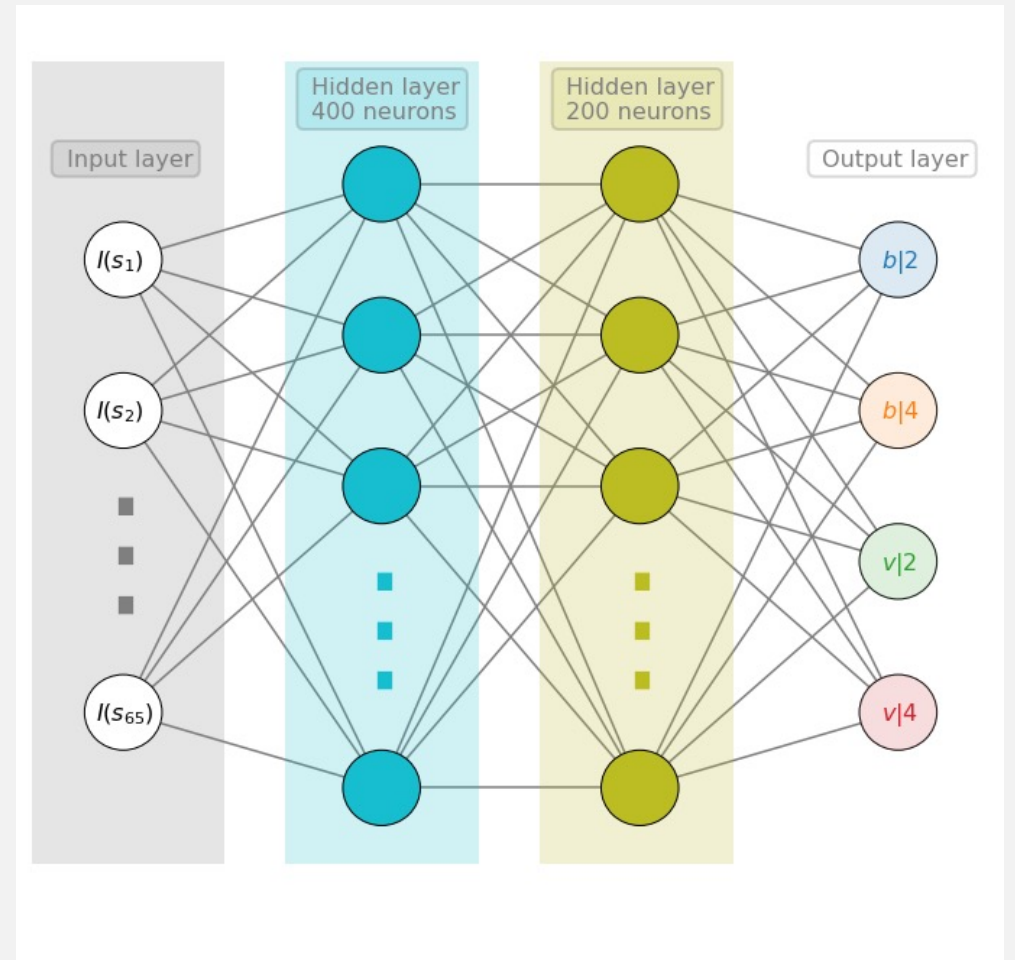 Hidden layer
400 neurons
Hidden layer
200 neurons
Input layer
Output layer
I(s₁)
I(s₂)
I(s₆₅)
b|2
b|4
v|2
v|4